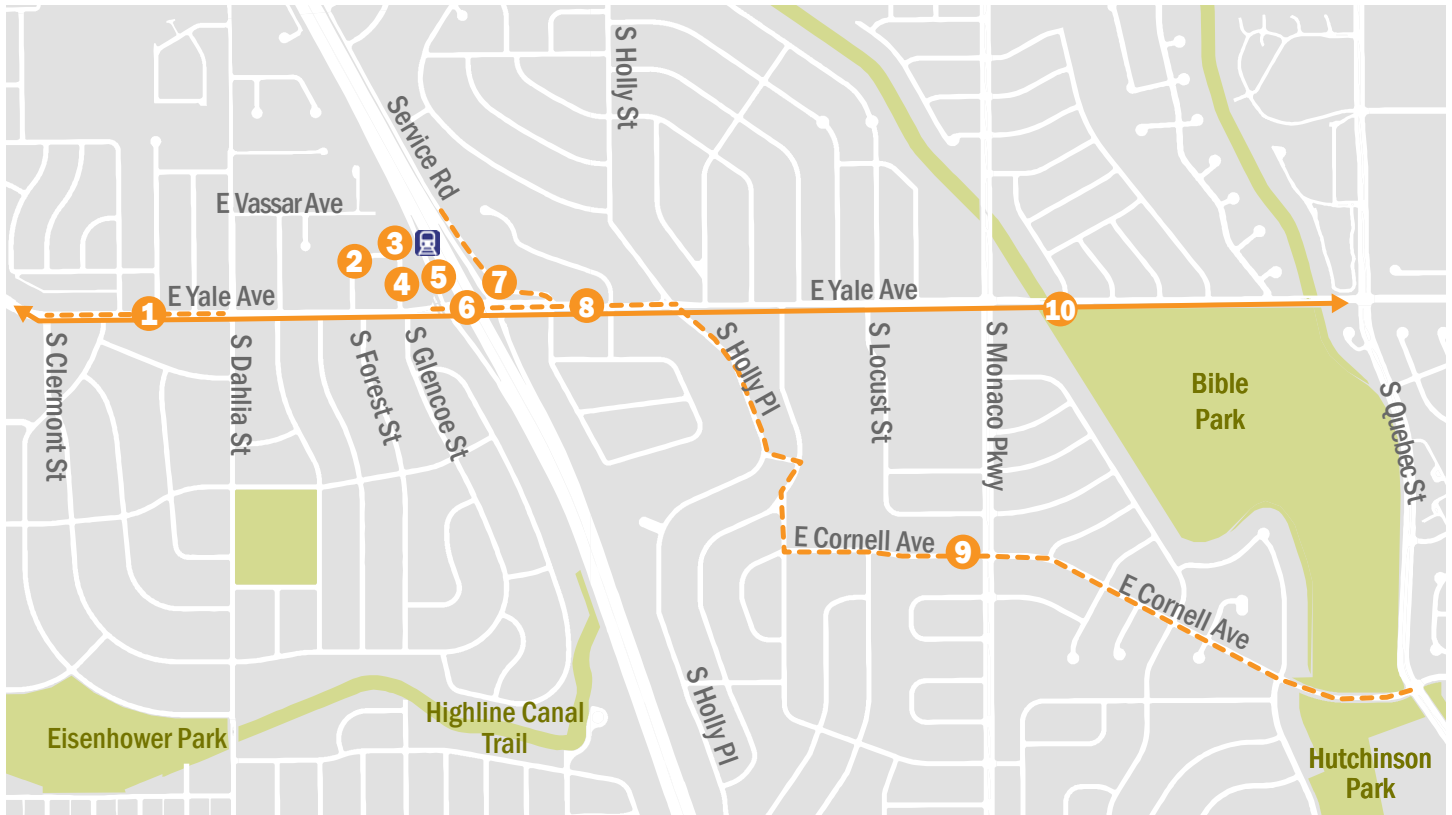 S Holly St
Service Rd
E Vassar Ave
3
2
5
4
7
E Yale Ave
1
6
8
E Yale Ave
10
S Clermont St
S Dahlia St
S Forest St
S Glencoe St
S Holly Pl
S Locust St
S Monaco Pkwy
Bible
Park
S Quebec St
E Cornell Ave
9
E Cornell Ave
S Holly Pl
Highline Canal
Trail
Eisenhower Park
Hutchinson
Park